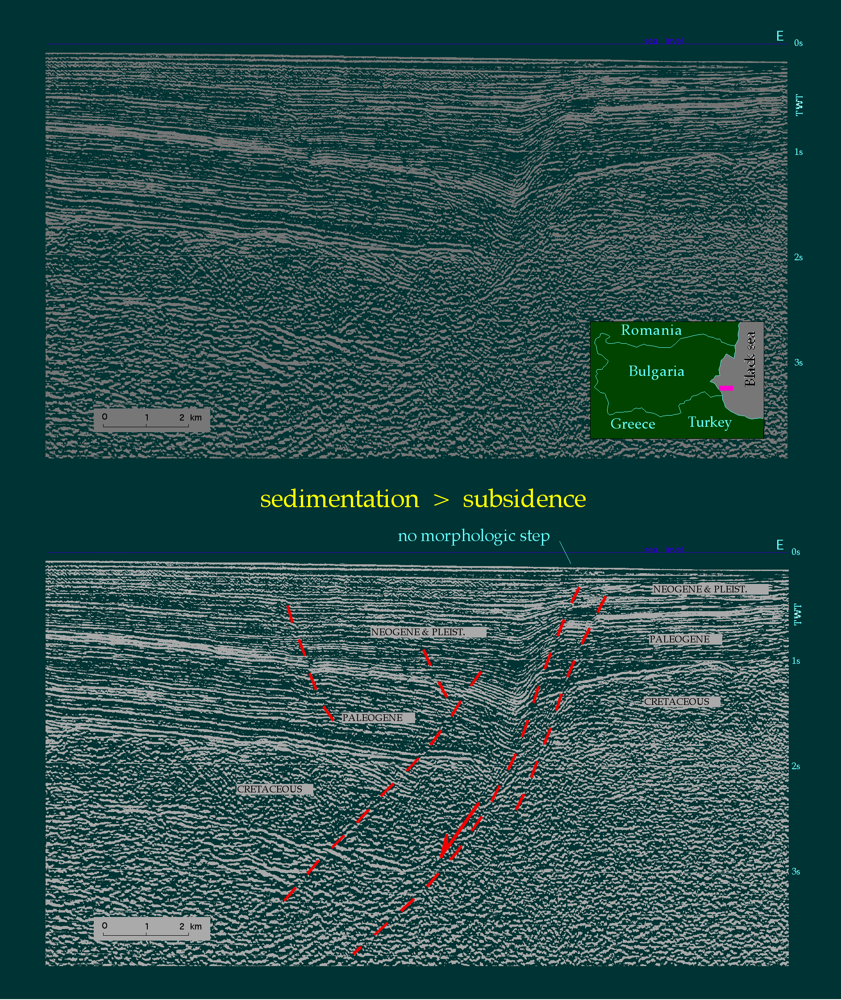 sea level
E
0s
TWT
1s
2s
3s
Romania
Black sea
Bulgaria
Greece
Turkey
0 1 2 km
sedimentation > subsidence
no morphologic step
sea level
E
0s
NEOGENE & PLEIST.
TWT
NEOGENE & PLEIST.
PALEOGENE
1s
CRETACEOUS
PALEOGENE
2s
CRETACEOUS
3s
0 1 2 km